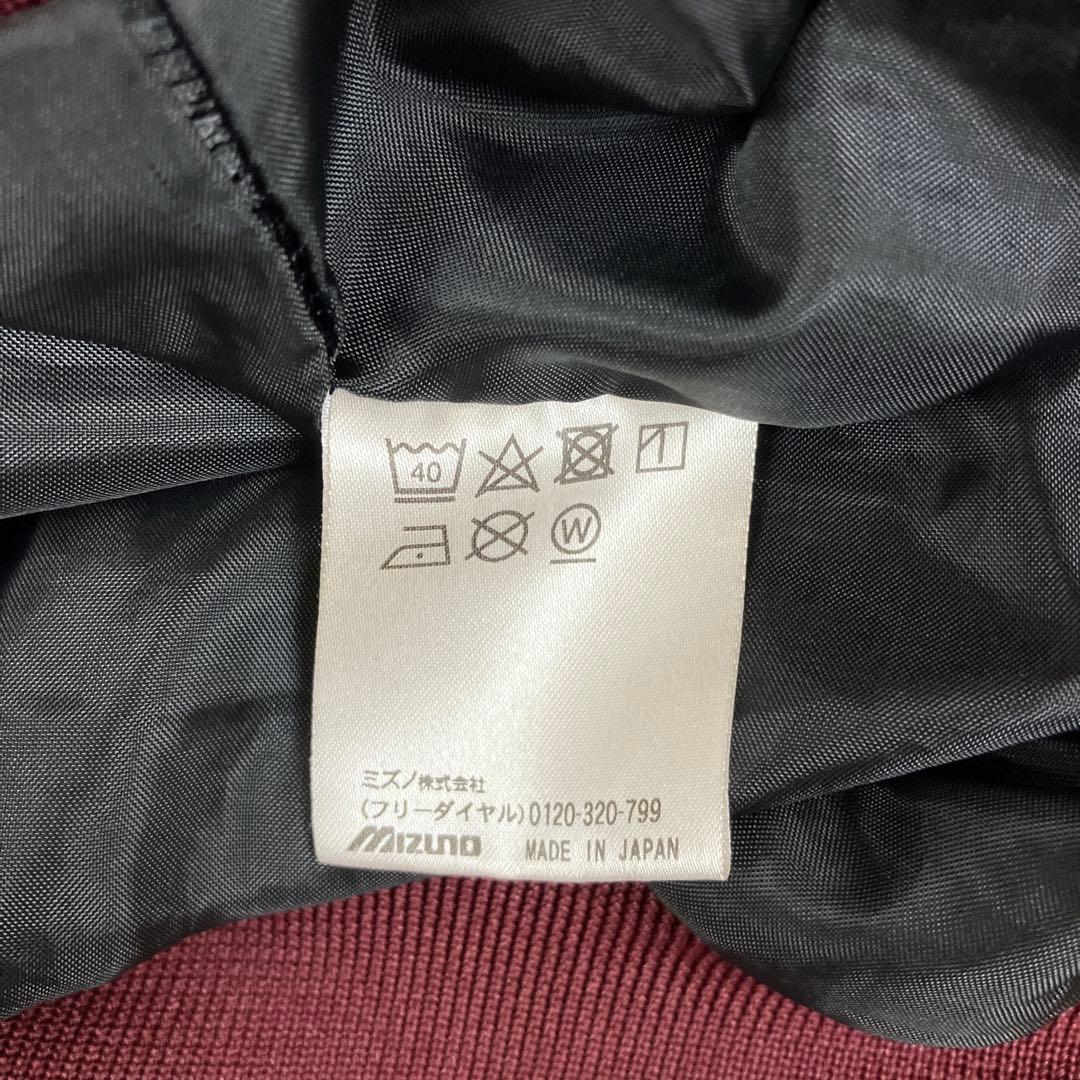 40
W
ミズノ株式会社
(フリーダイヤル)0120-320-799
MIZUNO MADE IN JAPAN